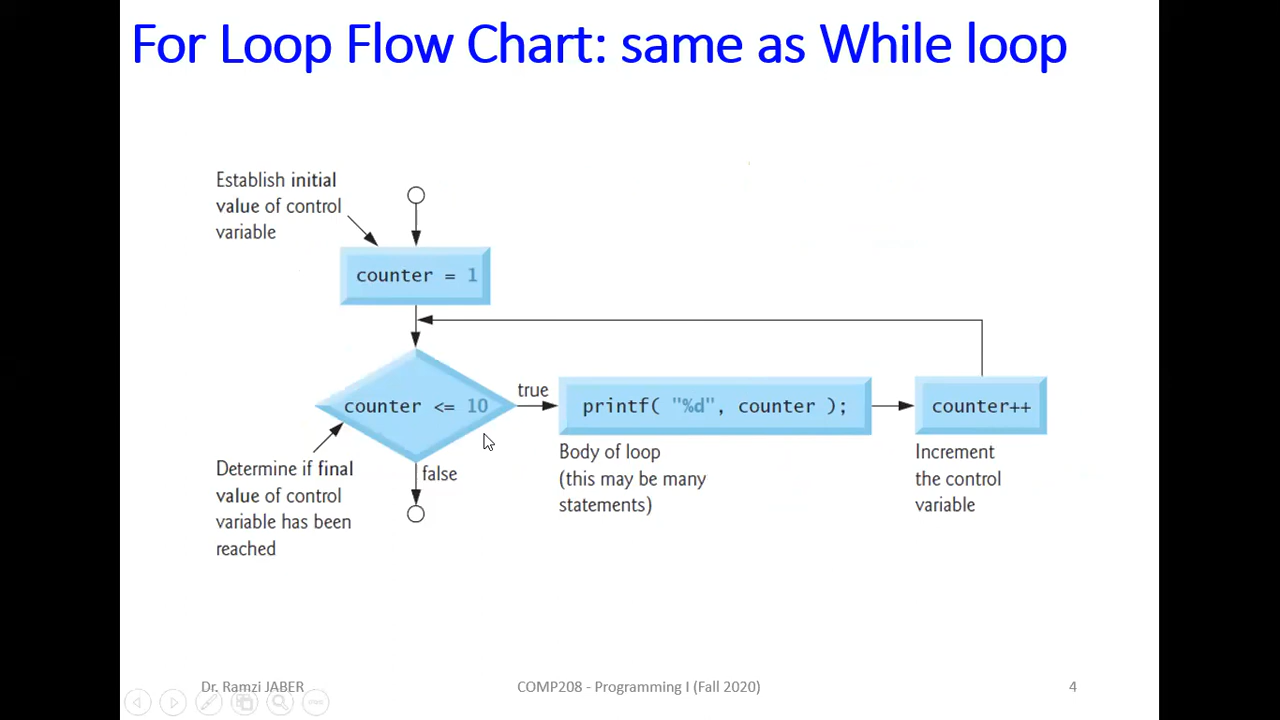 For Loop Flow Chart: same as While loop
Establish initial
value of control
variable
counter = 1
counter <= 10
true
printf( "%d", counter );
counter++
false
Determine if final
value of control
variable has been
reached
Body of loop
(this may be many
statements)
Increment
the control
variable
Dr. Ramzi JABER
COMP208 - Programming I (Fall 2020)
4